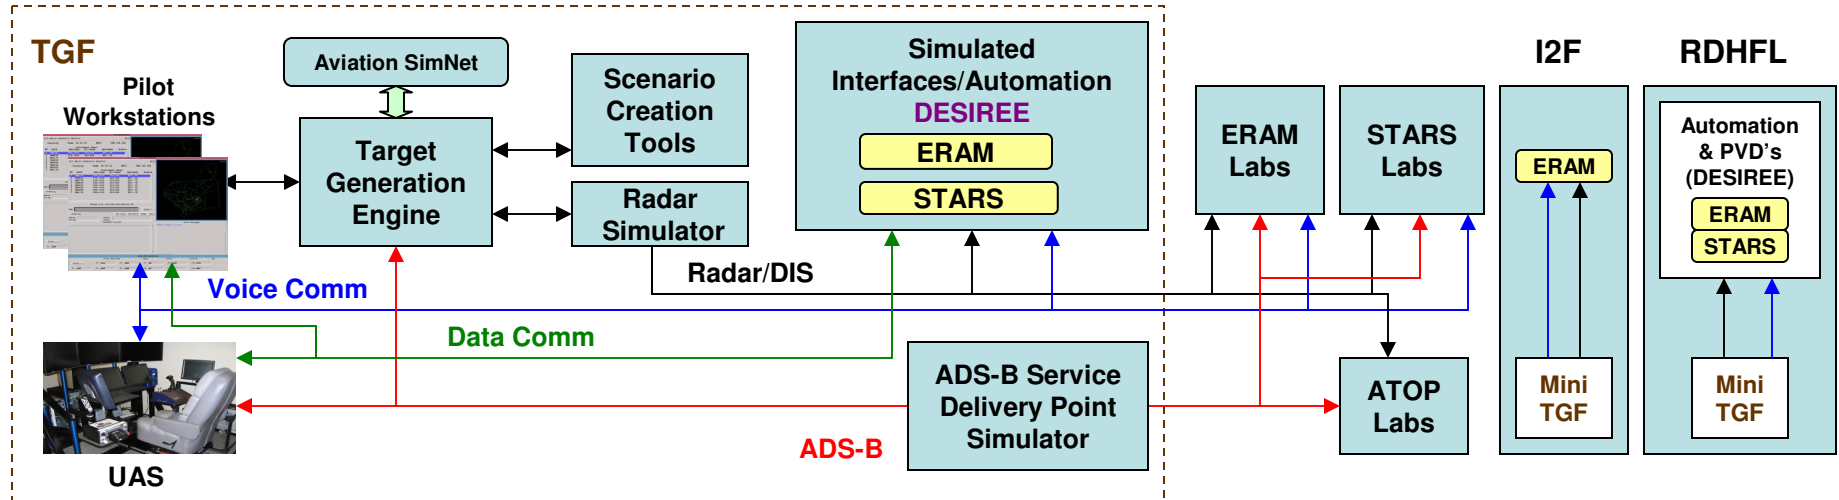 TGF
Pilot
Workstations
Aviation SimNet
Target
Generation
Engine
Scenario
Creation
Tools
Radar
Simulator
Simulated
Interfaces/Automation
DESIREE
ERAM
STARS
Radar/DIS
Voice Comm
Data Comm
ADS-B
UAS
ADS-B Service
Delivery Point
Simulator
ERAM
Labs
STARS
Labs
ATOP
Labs
I2F
ERAM
Mini
TGF
RDHFL
Automation
& PVD's
(DESIREE)
ERAM
STARS
Mini
TGF